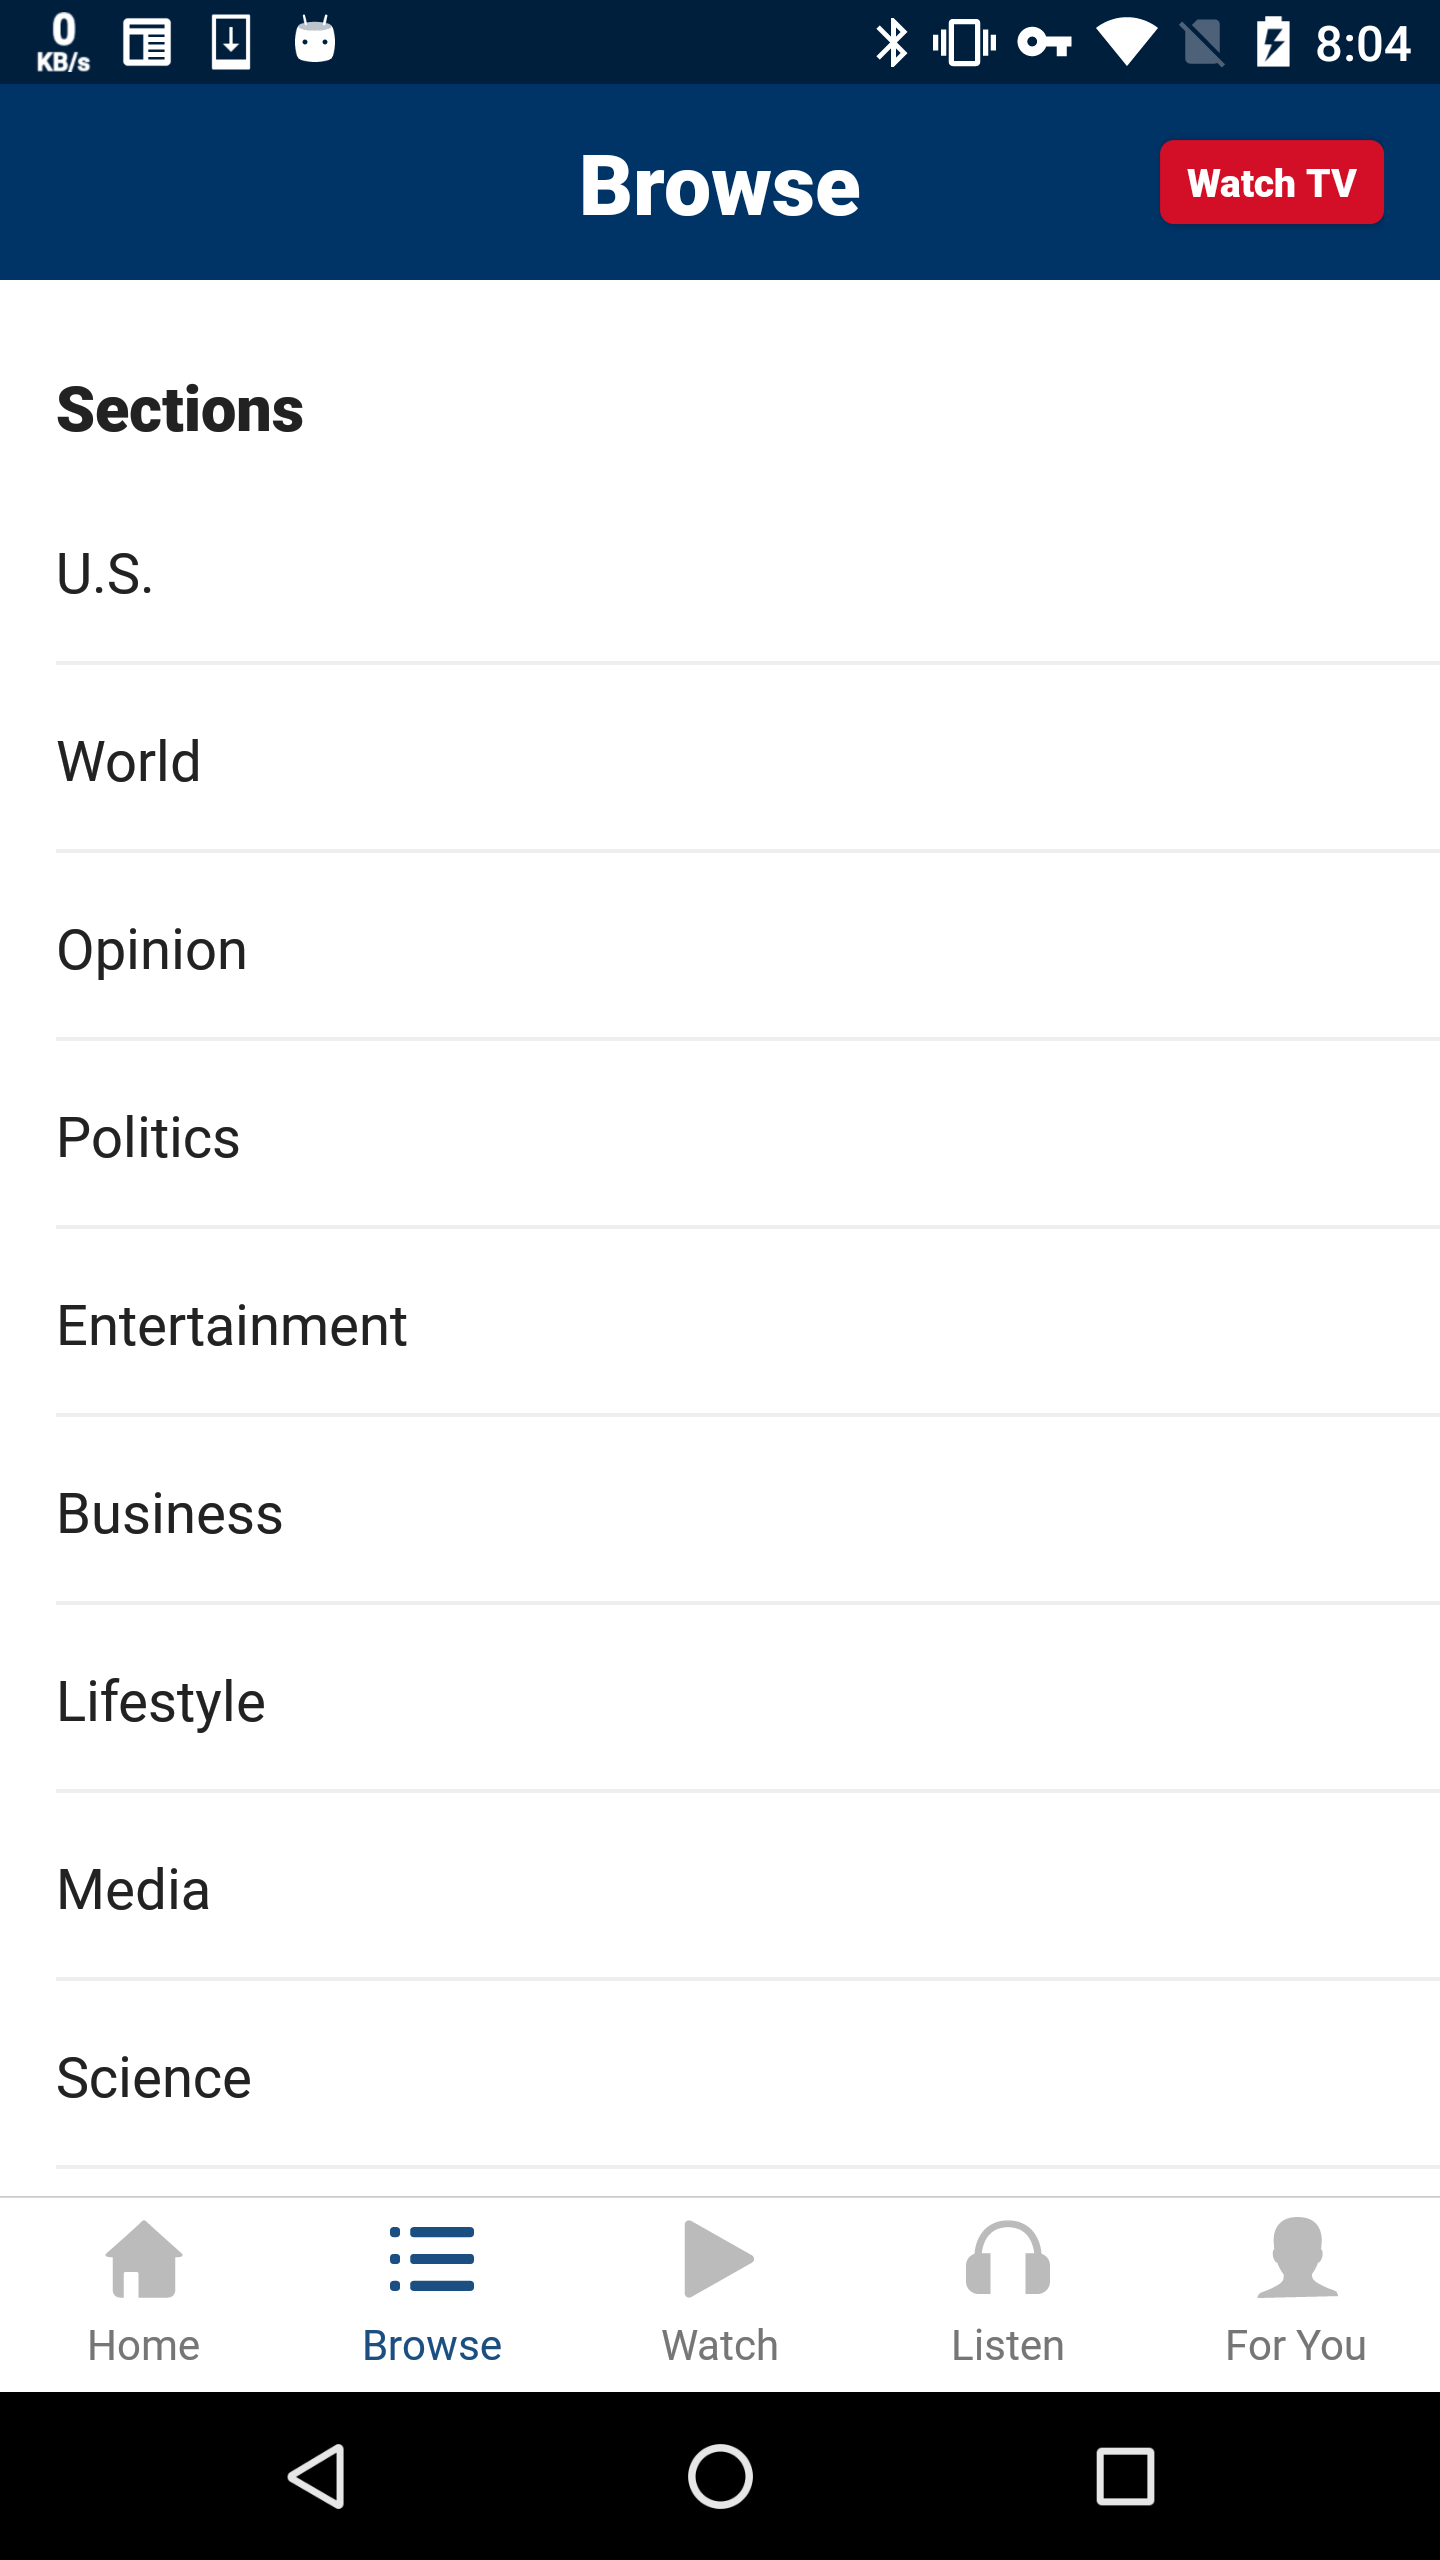 0
KB/s
8:04
Browse
Watch TV
Sections
U.S.
World
Opinion
Politics
Entertainment
Business
Lifestyle
Media
Science
Home
Browse
Watch
Listen
For You